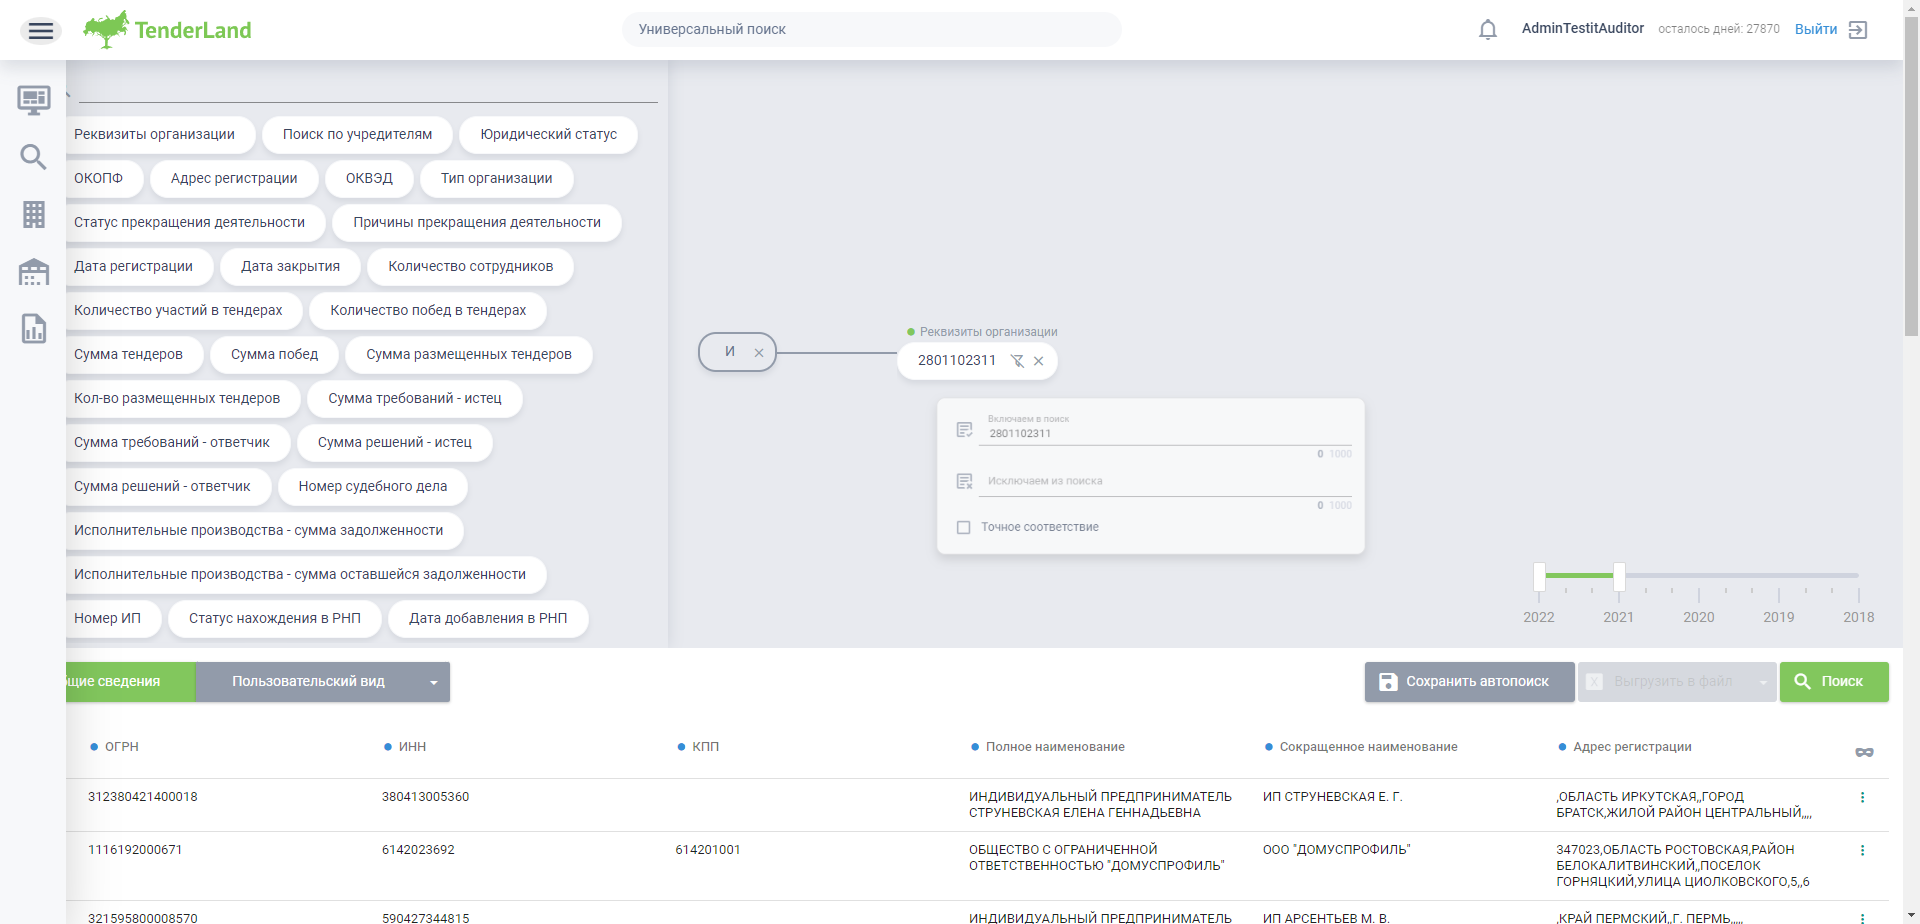 TenderLand
Универсальный поиск
AdminTestitAuditor
осталось дней: 27870
Выйти
Реквизиты организации
Поиск по учредителям
Юридический статус
ОКОПФ
Адрес регистрации
ОКВЭД
Тип организации
Статус прекращения деятельности
Причины прекращения деятельности
Дата регистрации
Дата закрытия
Количество сотрудников
Количество участий в тендерах
Количество побед в тендерах
Сумма тендеров
Сумма побед
Сумма размещенных тендеров
Кол-во размещенных тендеров
Сумма требований - истец
Сумма требований - ответчик
Сумма решений - истец
Сумма решений - ответчик
Номер судебного дела
Исполнительные производства - сумма задолженности
Исполнительные производства - сумма оставшейся задолженности
Номер ИП
Статус нахождения в РНП
Дата добавления в РНП
И
Реквизиты организации
2801102311
Включаем в поиск
2801102311
0 1000
Исключаем из поиска
0 1000
Точное соответствие
2022 2021 2020 2019 2018
бщие сведения
Пользовательский вид
Сохранить автопоиск
Выгрузить в файл
Поиск
ОГРН
ИНН
КПП
Полное наименование
Сокращенное наименование
Адрес регистрации
312380421400018
380413005360
ИНДИВИДУАЛЬНЫЙ ПРЕДПРИНИМАТЕЛЬ
СТРУНЕВСКАЯ ЕЛЕНА ГЕННАДЬЕВНА
ИП СТРУНЕВСКАЯ Е. Г.
,ОБЛАСТЬ ИРКУТСКАЯ,,ГОРОД
БРАТСК,ЖИЛОЙ РАЙОН ЦЕНТРАЛЬНЫЙ,,,,
1116192000671
6142023692
614201001
ОБЩЕСТВО С ОГРАНИЧЕННОЙ
ОТВЕТСТВЕННОСТЬЮ "ДОМУСПРОФИЛЬ"
ООО "ДОМУСПРОФИЛЬ"
347023,ОБЛАСТЬ РОСТОВСКАЯ,РАЙОН
БЕЛОКАЛИТВИНСКИЙ,,ПОСЕЛОК
ГОРНЯЦКИЙ,УЛИЦА ЦИОЛКОВСКОГО,5,,6
321595800008570
590427344815
ИНДИВИДУАЛЬНЫЙ ПРЕДПРИНИМАТЕЛЬ
ИП АРСЕНТЬЕВ М. В.
,КРАЙ ПЕРМСКИЙ,,Г. ПЕРМЬ,,,,,